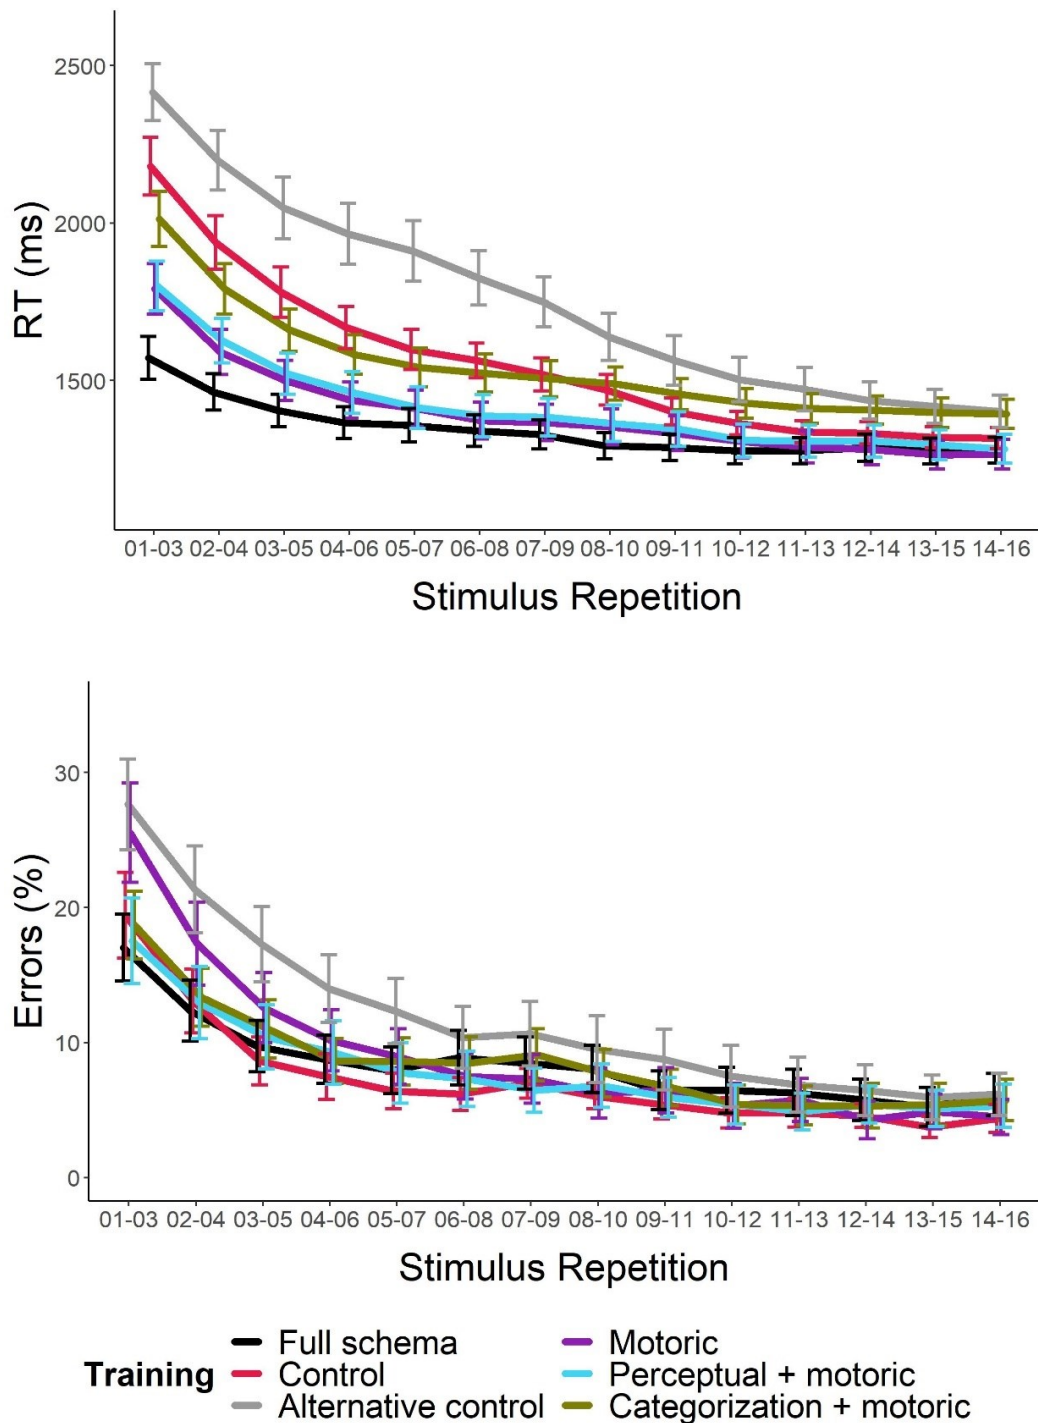 2500
2000
1500
RT (ms)
01-03 02-04 03-05 04-06 05-07 06-08 07-09 08-10 09-11 10-12 11-13 12-14 13-15 14-16
Stimulus Repetition
30
20
10
0
Errors (%)
01-03 02-04 03-05 04-06 05-07 06-08 07-09 08-10 09-11 10-12 11-13 12-14 13-15 14-16
Stimulus Repetition
Training
Full schema
Control
Alternative control
Motoric
Perceptual + motoric
Categorization + motoric